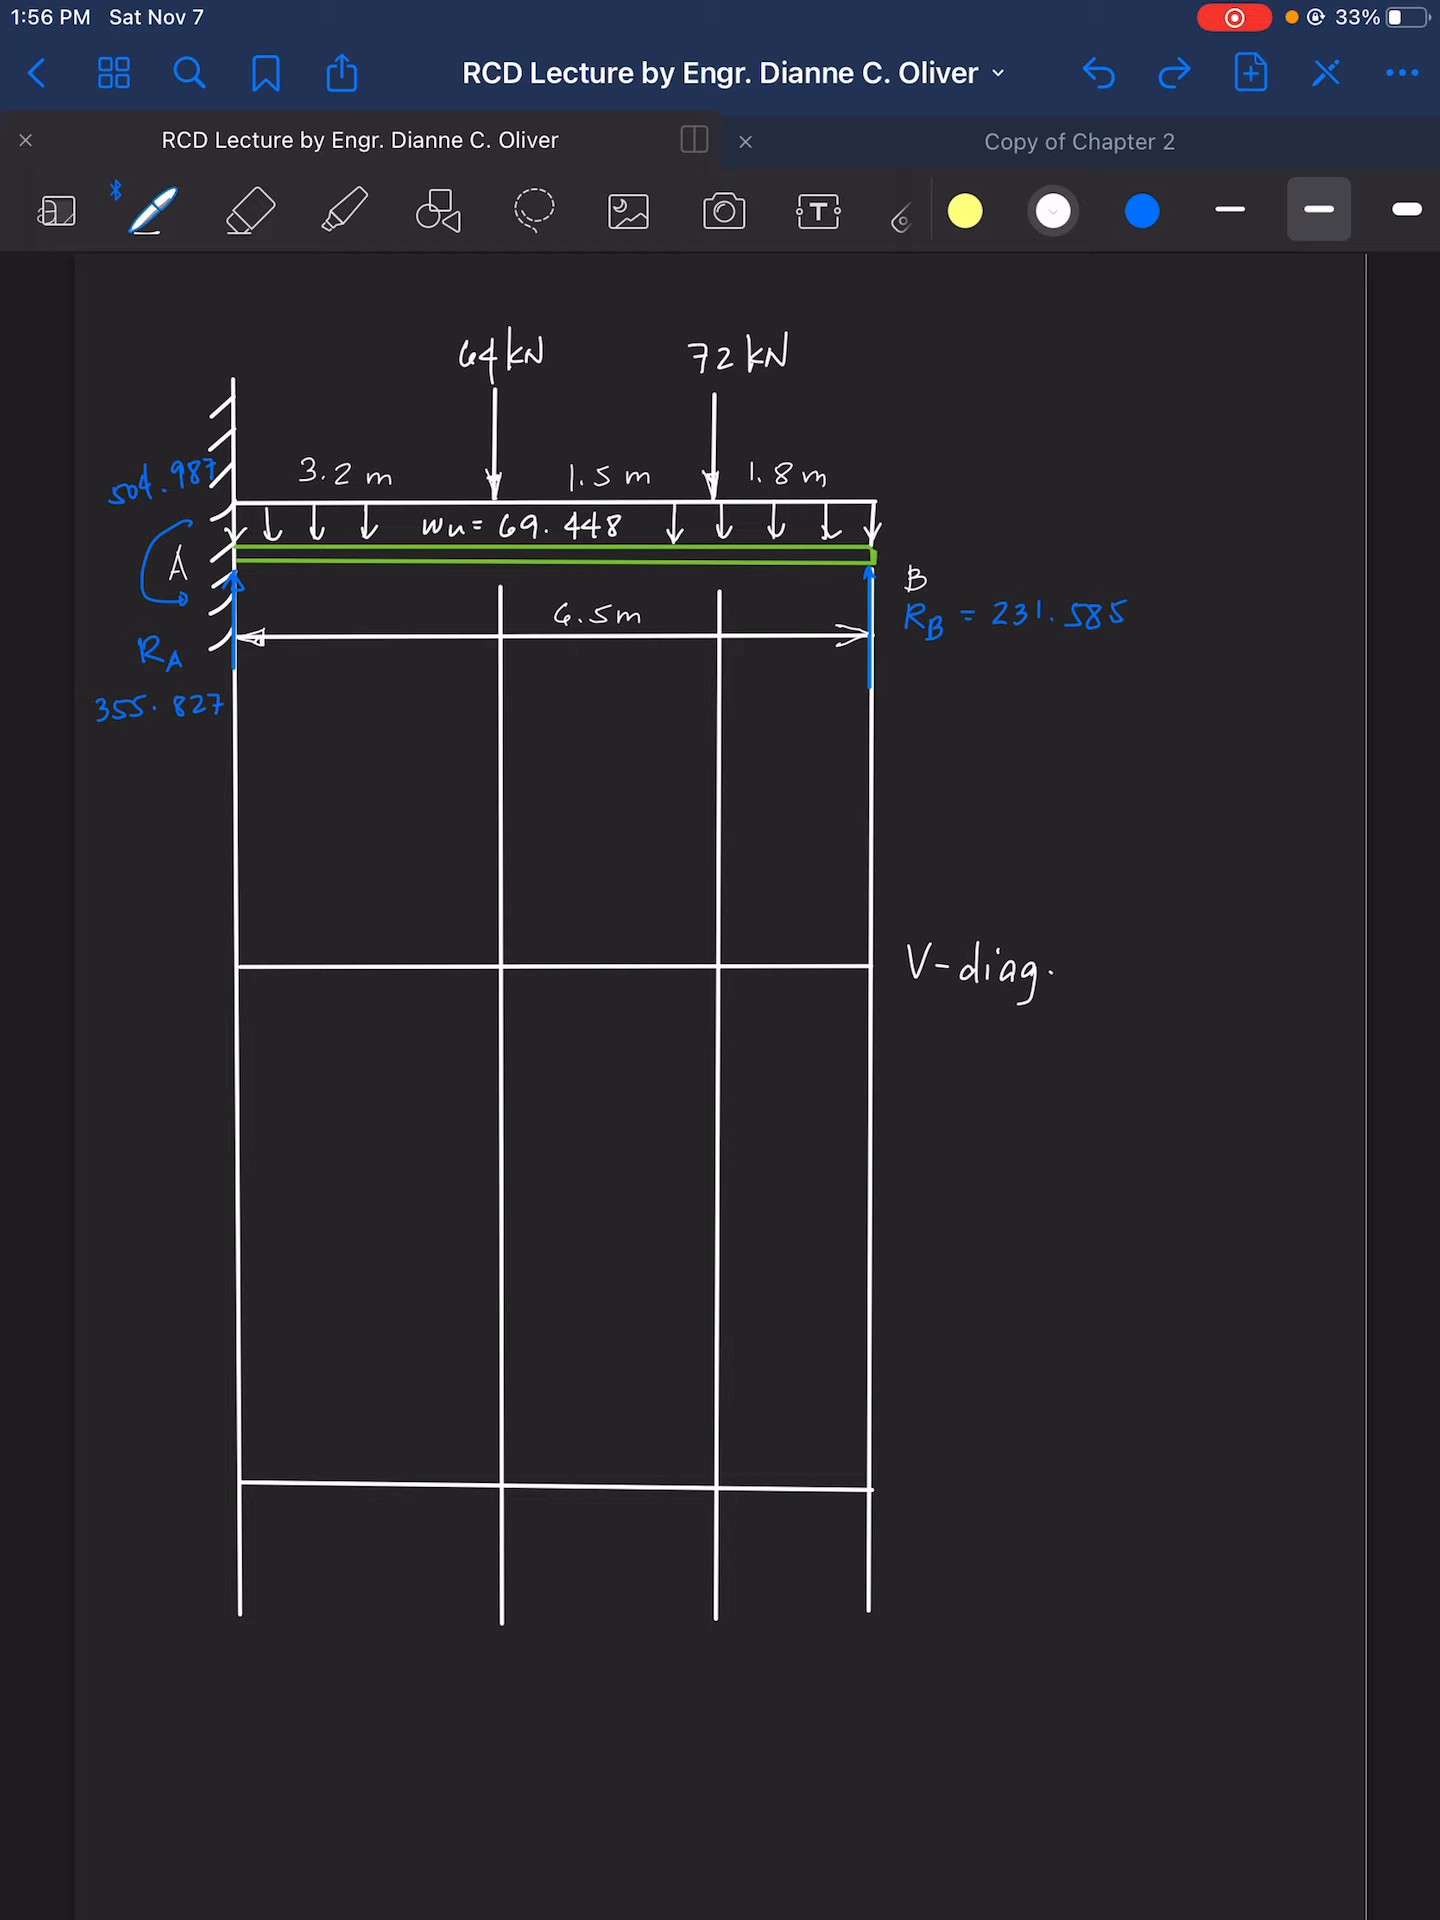 1:56 PM Sat Nov 7
33%
RCD Lecture by Engr. Dianne C. Oliver
RCD Lecture by Engr. Dianne C. Oliver
Copy of Chapter 2
T
64 kN
72 kN
504.987
3.2 m
1.5 m
1.8 m
wu = 69.448
A
B
6.5m
RB = 231.585
RA
355.827
V-diag.